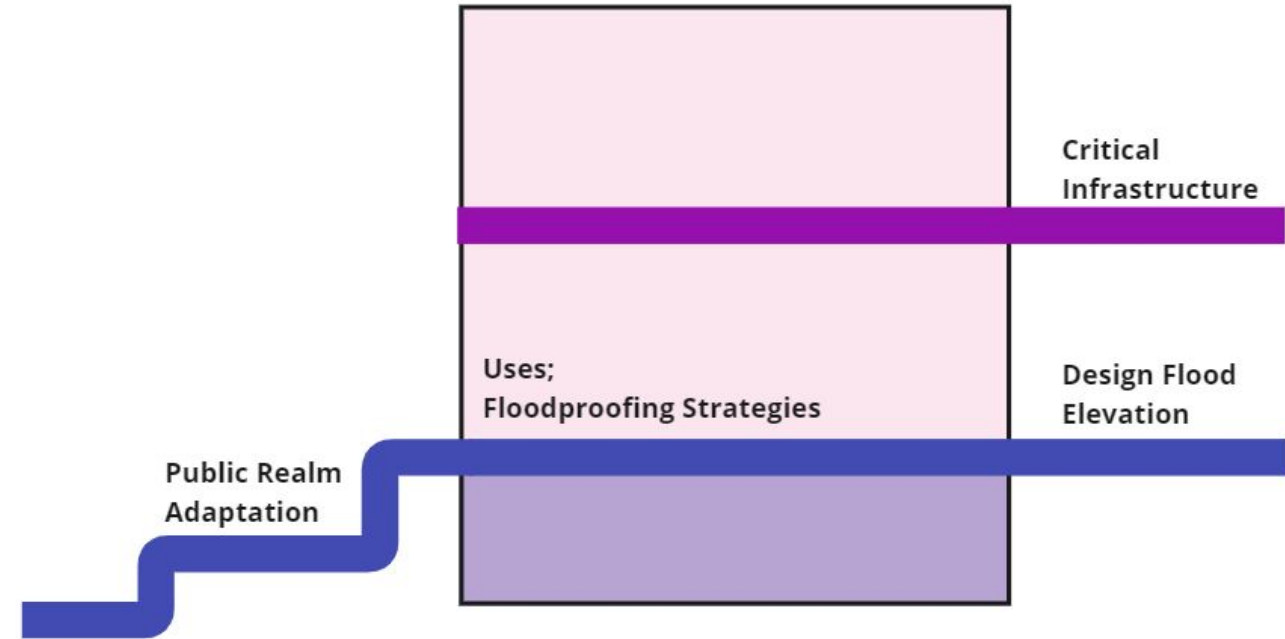 Critical
Infrastructure
Uses;
Floodproofing Strategies
Design Flood
Elevation
Public Realm
Adaptation